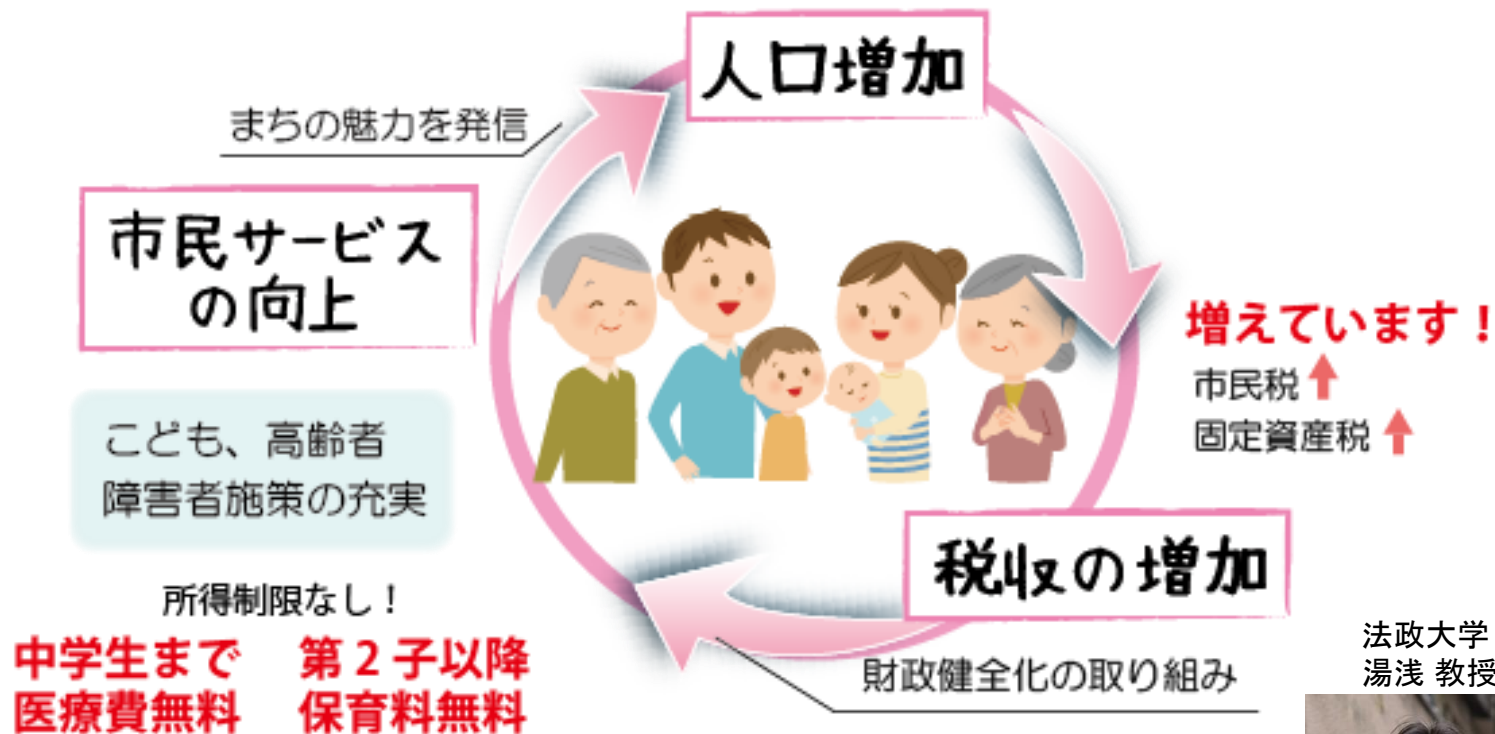 人口増加
まちの魅力を発信
市民サービス
の向上
増えています！
市民税
固定資産税
こども、高齢者
障害者施策の充実
税収の増加
所得制限なし！
中学生まで
医療費無料
第２子以降
保育料無料
財政健全化の取り組み
法政大学
湯浅 教授